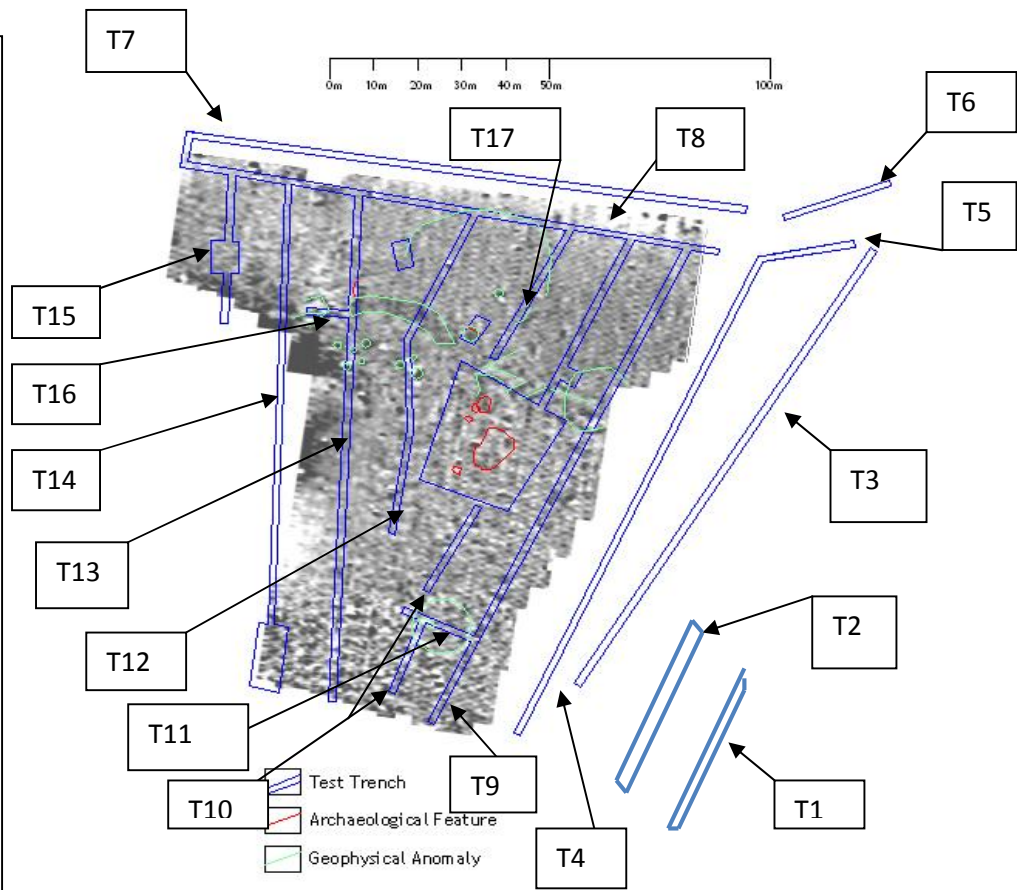 T7
0m 10m 20m 30m 40m 50m 100m
T6
T17
T8
T5
T15
T16
T14
T3
T13
T2
T12
T11
T9
T10
T1
T4
Test Trench
Archaeological Feature
Geophysical Anomaly